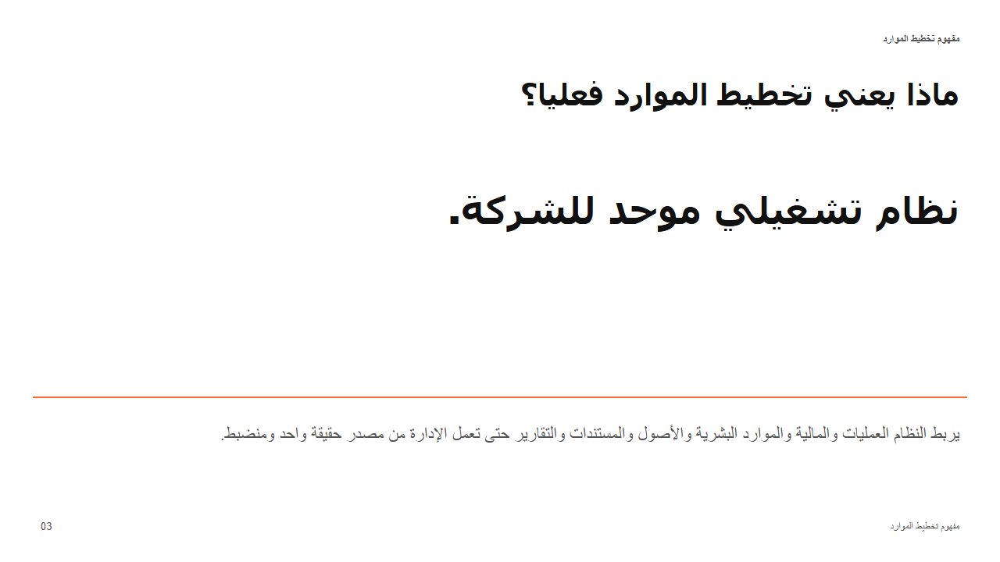 مفهوم تخطيط الموارد
ماذا يعني تخطيط الموارد فعليا؟
نظام تشغيلي موحد للشركة.
يربط النظام العمليات والمالية والموارد البشرية والأصول والمستندات والتقارير حتى تعمل الإدارة من مصدر حقيقة واحد ومنضبط.
مفهوم تخطيط الموارد
03